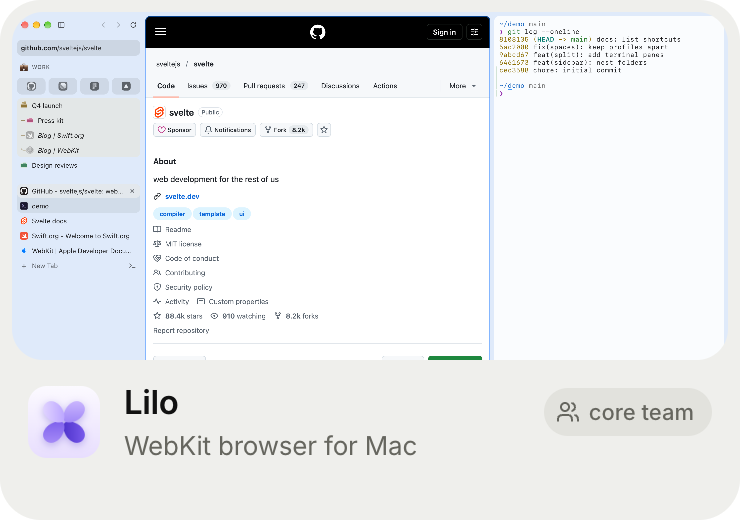 github.com/sveltejs/svelte
WORK
Q4 launch
Press kit
Blog | Swift.org
Blog | WebKit
Design reviews
GitHub - sveltejs/svelte: web...
demo
Svelte docs
Swift.org - Welcome to Swift.org
WebKit | Apple Developer Docu...
New Tab
Sign in
sveltejs / svelte
Code Issues 970 Pull requests 247 Discussions Actions More
svelte Public
Sponsor Notifications Fork 8.2k
About
web development for the rest of us
svelte.dev
compiler template ui
Readme
MIT license
Code of conduct
Contributing
Security policy
Activity Custom properties
88.4k stars 910 watching 8.2k forks
Report repository
~/demo main
❯ git log --oneline
(HEAD -> main) docs: list shortcuts
fix(spaces): keep profiles apart
9abcd67 feat(split): add terminal panes
feat(sidebar): nest folders
chore: initial commit
~/demo main
❯
Lilo
WebKit browser for Mac
core team